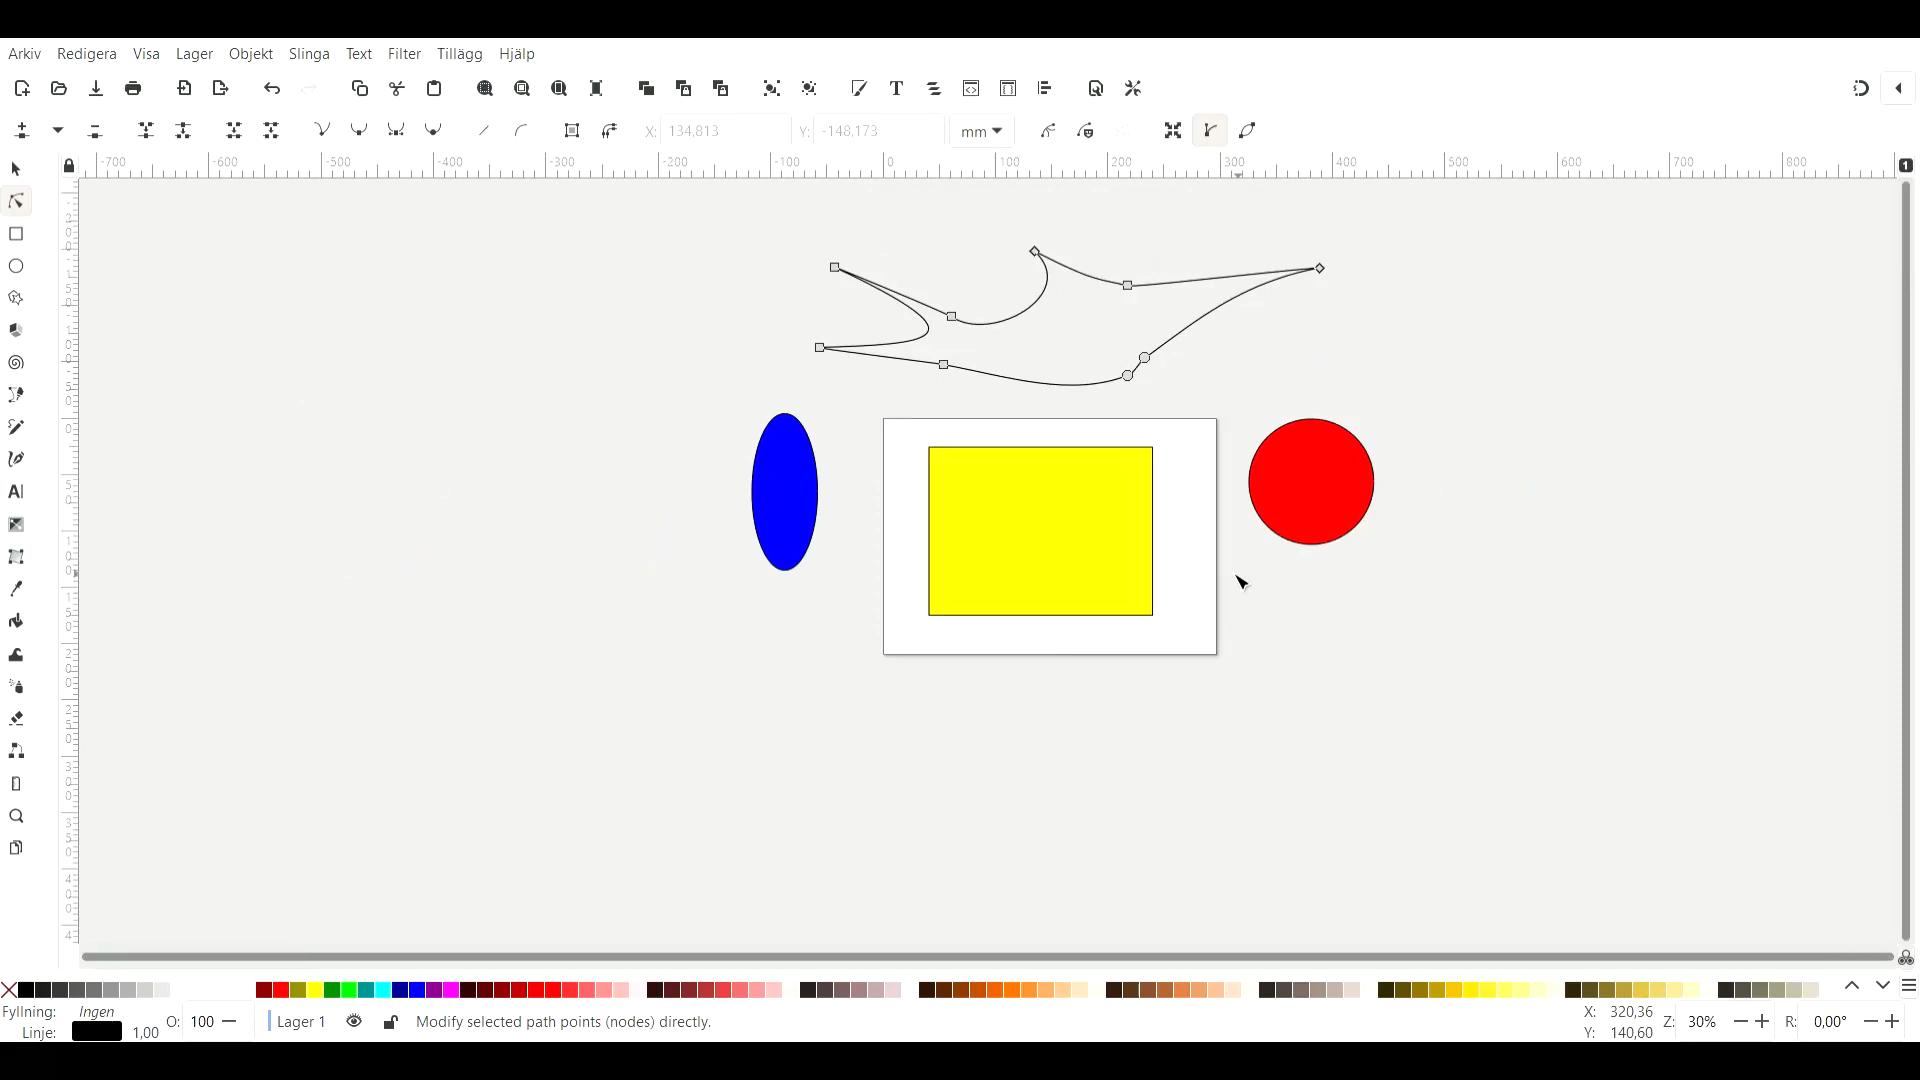 Arkiv Redigera Visa Lager Objekt Slinga Text Filter Tillägg Hjälp
X: 134,813 Y: -148,173 mm
-700 -600 -500 -400 -300 -200 -100 0 100 200 300 400 500 600 700 800
1
Fyllning: Ingen
Linje: 1,00
O: 100
Lager 1
Modify selected path points (nodes) directly.
X: 320,36
Y: 140,60
Z: 30%
R: 0,00°